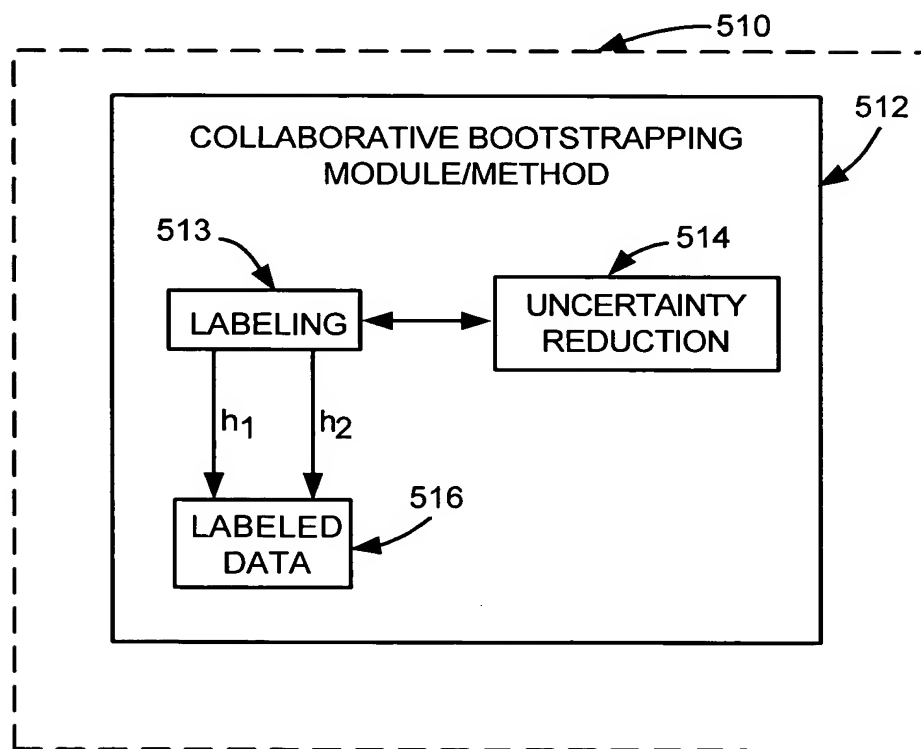 510
512
COLLABORATIVE BOOTSTRAPPING
MODULE/METHOD
513
514
LABELING
UNCERTAINTY
REDUCTION
h1
h2
516
LABELED
DATA